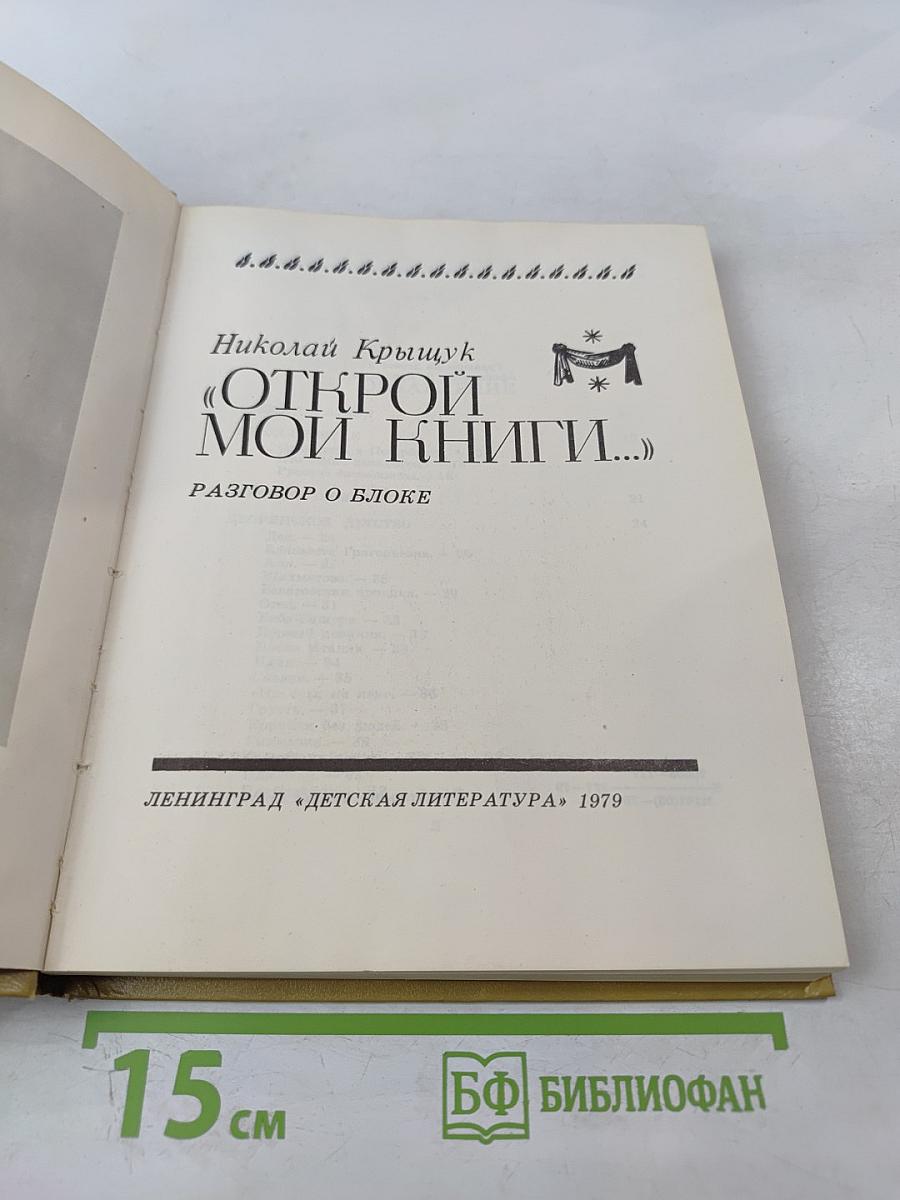 Николай Крыщук
«ОТКРОЙ
МОИ КНИГИ...»
РАЗГОВОР О БЛОКЕ
ЛЕНИНГРАД «ДЕТСКАЯ ЛИТЕРАТУРА» 1979
15 см
БФ БИБЛИОФАН